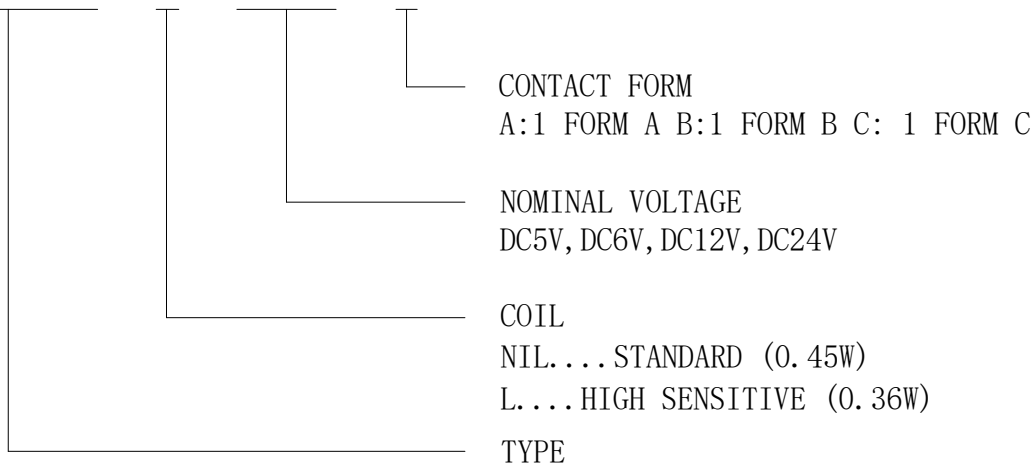 CONTACT FORM
A:1 FORM A B:1 FORM B C: 1 FORM C
NOMINAL VOLTAGE
DC5V,DC6V,DC12V,DC24V
COIL
NIL....STANDARD (0.45W)
L....HIGH SENSITIVE (0.36W)
TYPE